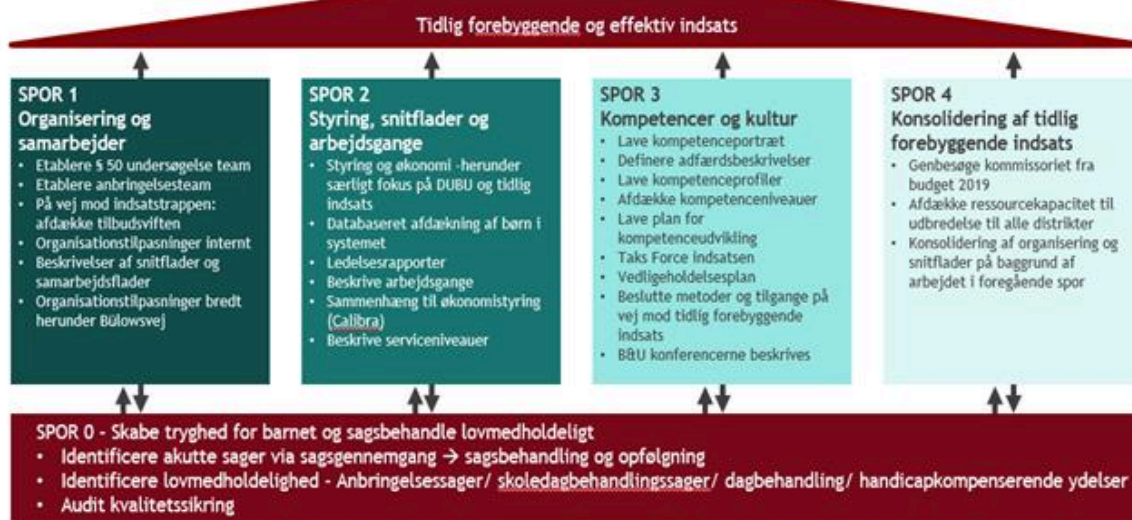 Tidlig forebyggende og effektiv indsats
SPOR 1
Organisering og
samarbejder
• Etablere § 50 undersøgelse team
• Etablere anbringelsesteam
• På vej mod indsatstrappen:
afdække tilbudsviften
• Organisationstilpasninger internt
• Beskrivelser af snitflader og
samarbejdsflader
• Organisationstilpasninger bredt
herunder Bülowsvej
SPOR 2
Styring, snitflader og
arbejdsgange
• Styring og økonomi -herunder
særligt fokus på DUBU og tidlig
indsats
• Databaseret afdækning af børn i
systemet
• Ledelsesrapporter
• Beskrive arbejdsgange
• Sammenhæng til økonomistyring
(Calibra)
• Beskrive serviceniveauer
SPOR 3
Kompetencer og kultur
• Lave kompetenceportræt
• Definere adfærdsbeskrivelser
• Lave kompetenceprofiler
• Afdække kompetenceniveauer
• Lave plan for
kompetenceudvikling
• Taks Force indsatsen
• Vedligeholdelsesplan
• Beslutte metoder og tilgange på
vej mod tidlig forebyggende
indsats
• B&U konferencerne beskrives
SPOR 4
Konsolidering af tidlig
forebyggende indsats
• Genbesøge kommissoriet fra
budget 2019
• Afdække ressourcekapacitet til
udbredelse til alle distrikter
• Konsolidering af organisering og
snitflader på baggrund af
arbejdet i foregående spor
SPOR 0 - Skabe tryghed for barnet og sagsbehandle lovmedholdeligt
• Identificere akutte sager via sagsgennemgang → sagsbehandling og opfølgning
• Identificere lovmedholdelighed - Anbringelsessager/ skoledagbehandlingssager/ dagbehandling/ handicapkompenserende ydelser
• Audit kvalitetssikring